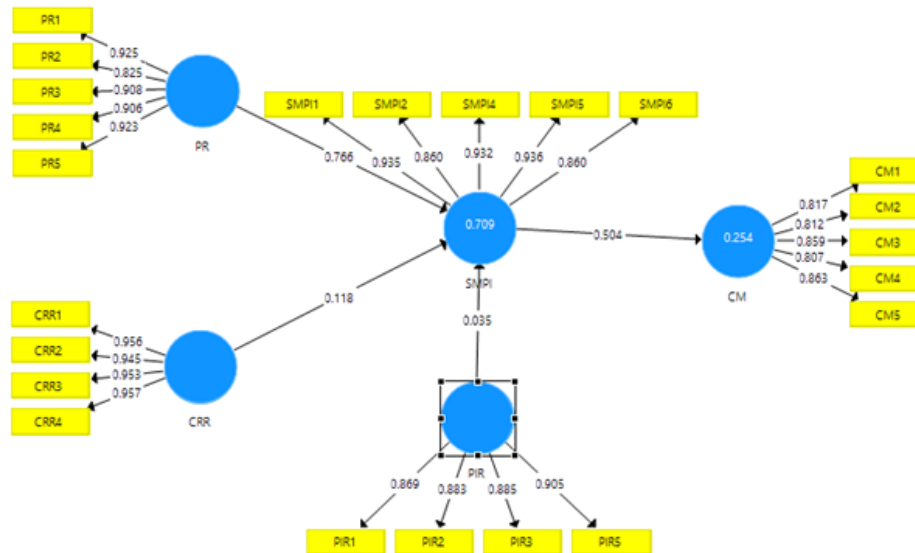 PR1
PR2
PR3
PR4
PR5
0.925
0.825
0.908
0.906
0.923
PR
SMPI1
SMPI2
SMPI4
SMPI5
SMPI6
0.935
0.860
0.932
0.936
0.860
0.766
0.709
SMPI
0.504
0.254
CM
CM1
CM2
CM3
CM4
CM5
0.817
0.812
0.859
0.807
0.863
0.118
0.035
CRR1
CRR2
CRR3
CRR4
0.956
0.945
0.953
0.957
CRR
PIR
0.869
0.883
0.885
0.905
PIR1
PIR2
PIR3
PIR5